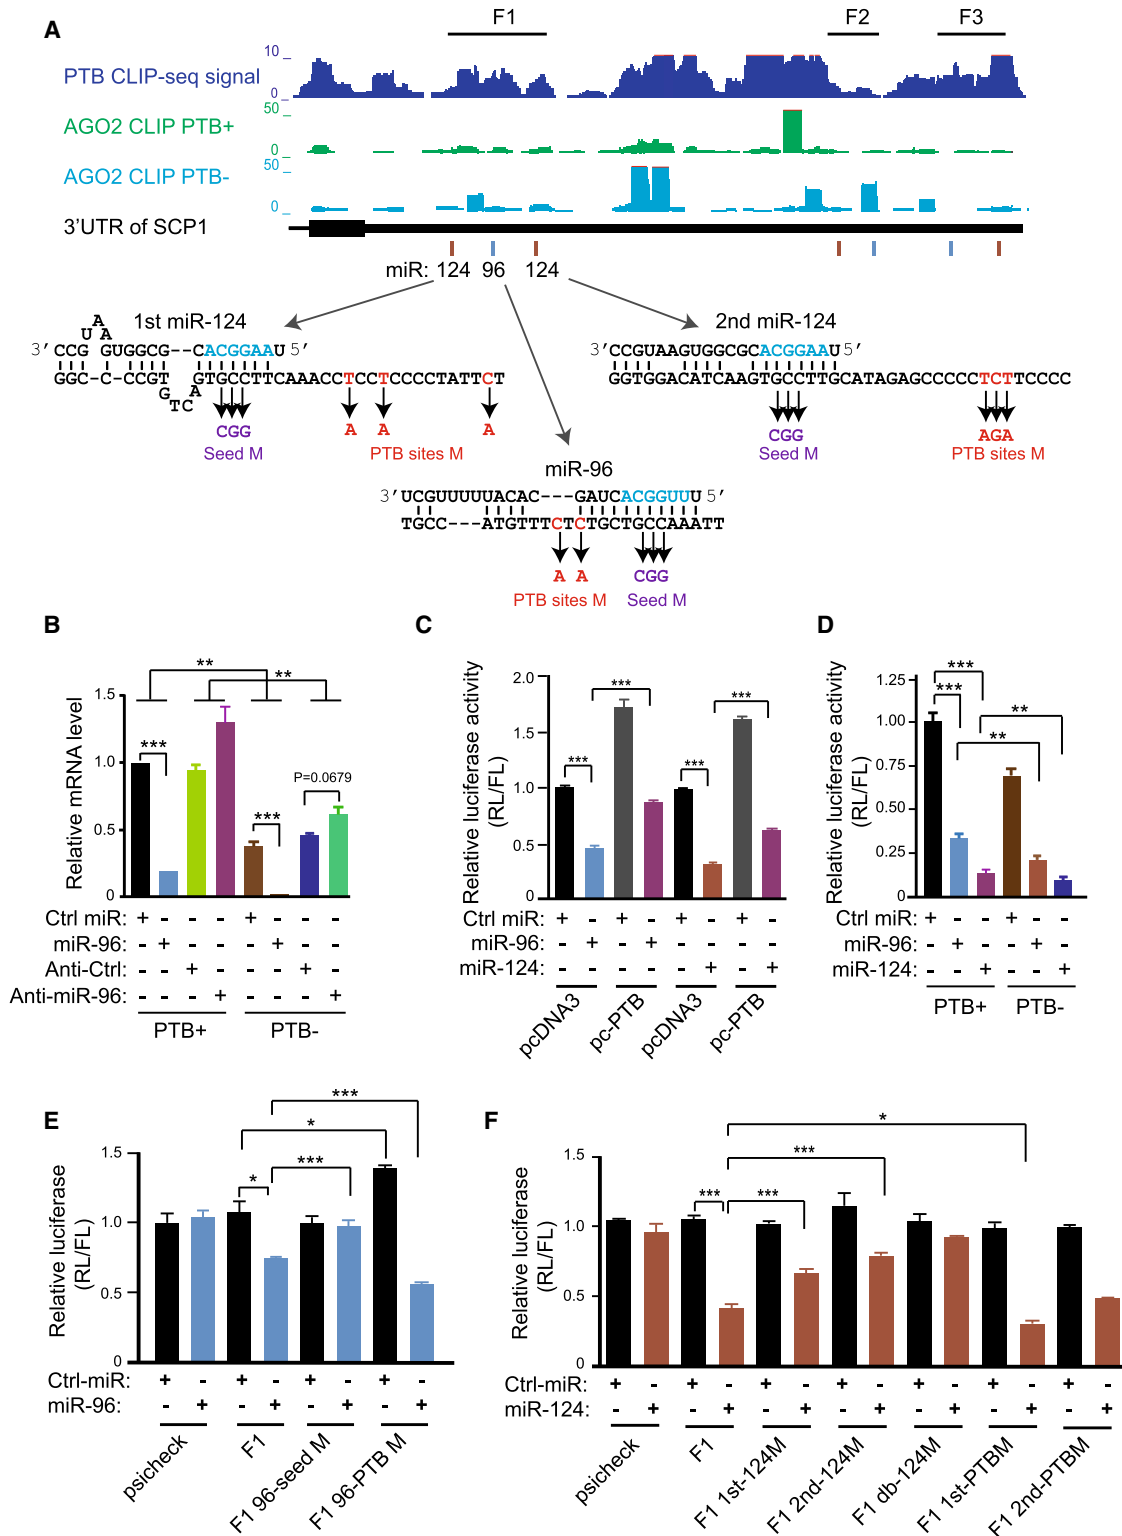 A
F1
F2
F3
10
PTB CLIP-seq signal
0
50
AGO2 CLIP PTB+
0
50
AGO2 CLIP PTB-
0
3'UTR of SCP1
miR: 124 96 124
1st miR-124
3' CCG UAA GUGGCG--CACGGAAU 5'
GGC-C-CCGT GTCA GTGCCTTCAAACCTCCTCCCCTATTCT
CGG
Seed M
A A A
PTB sites M
2nd miR-124
3'CCGUAAGUGGCGCACGGAAU5'
GGTGGACATCAAGTGCCTTGCATAGAGCCCCCTCTTCCCC
CGG
Seed M
AGA
PTB sites M
miR-96
3'UCGUUUUUACAC---GAUCACGGUUU5'
TGCC---ATGTTTCTCTGCTGCCAAATT
A A
CGG
PTB sites M
Seed M
B
Relative mRNA level
1.5
1.0
0.5
0
**
**
***
***
P=0.0679
Ctrl miR: + - - - + - - -
miR-96: - + - - - + - -
Anti-Ctrl: - - + - - - + -
Anti-miR-96: - - - + - - - +
PTB+
PTB-
C
Relative luciferase activity
(RL/FL)
2.0
1.5
1.0
0.5
0
***
***
***
***
Ctrl miR: + - + - + - + -
miR-96: - + - + - - - -
miR-124: - - - - - + - +
pcDNA3
pc-PTB
pcDNA3
pc-PTB
D
Relative luciferase activity
(RL/FL)
1.25
1.00
0.75
0.50
0.25
0
***
***
**
**
Ctrl miR: + - - + - -
miR-96: - + - - + -
miR-124: - - + - - +
PTB+
PTB-
E
Relative luciferase
(RL/FL)
1.5
1.0
0.5
0
***
*
***
*
Ctrl-miR: + - + - + - + -
miR-96: - + - + - + - +
psicheck
F1
F1 96-seed M
F1 96-PTB M
F
Relative luciferase
(RL/FL)
1.5
1.0
0.5
0
*
***
***
***
Ctrl-miR: + - + - + - + - + - + - + -
miR-124: - + - + - + - + - + - + - +
psicheck
F1
F1 1st-124M
F1 2nd-124M
F1 db-124M
F1 1st-PTBM
F1 2nd-PTBM